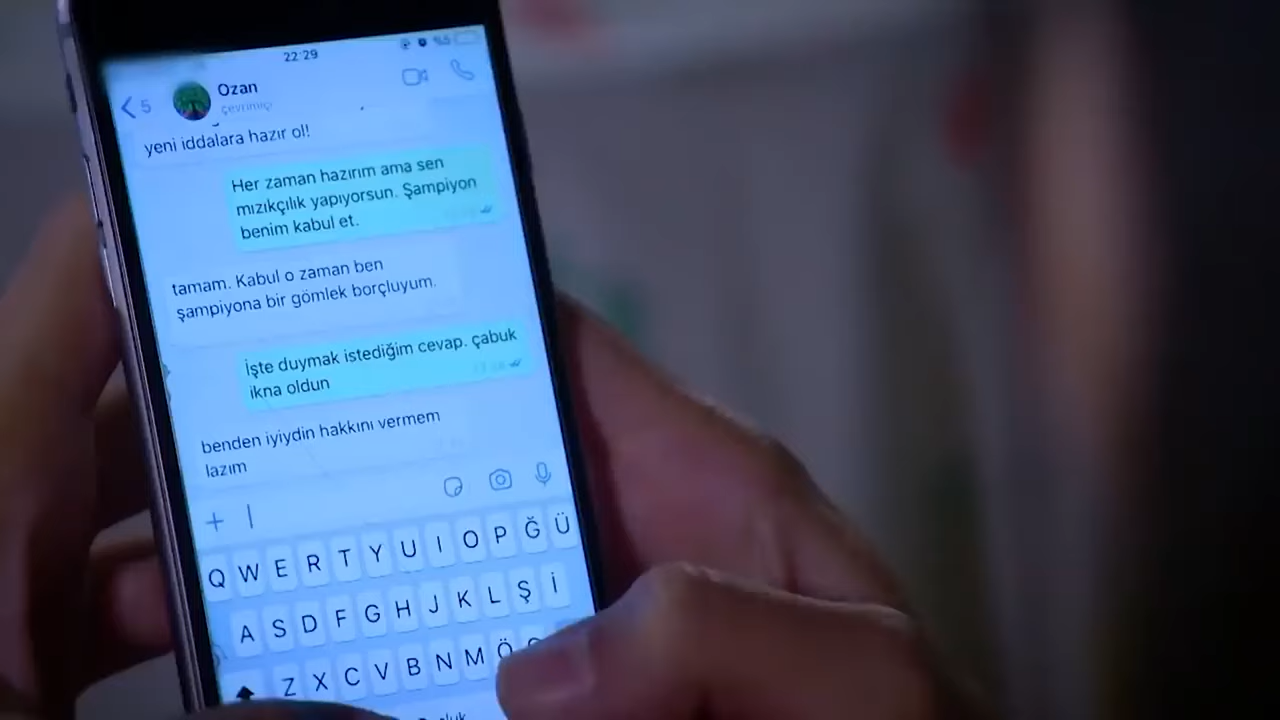 22:29
5
Ozan
çevrimiçi
yeni iddalara hazır ol!
Her zaman hazırım ama sen
mızıkçılık yapıyorsun. Şampiyon
benim kabul et.
tamam. Kabul o zaman ben
şampiyona bir gömlek borçluyum.
İşte duymak istediğim cevap. çabuk
ikna oldun
benden iyiydin hakkını vermem
lazım
Q W E R T Y U I O P Ğ Ü
A S D F G H J K L Ş İ
Z X C V B N M Ö